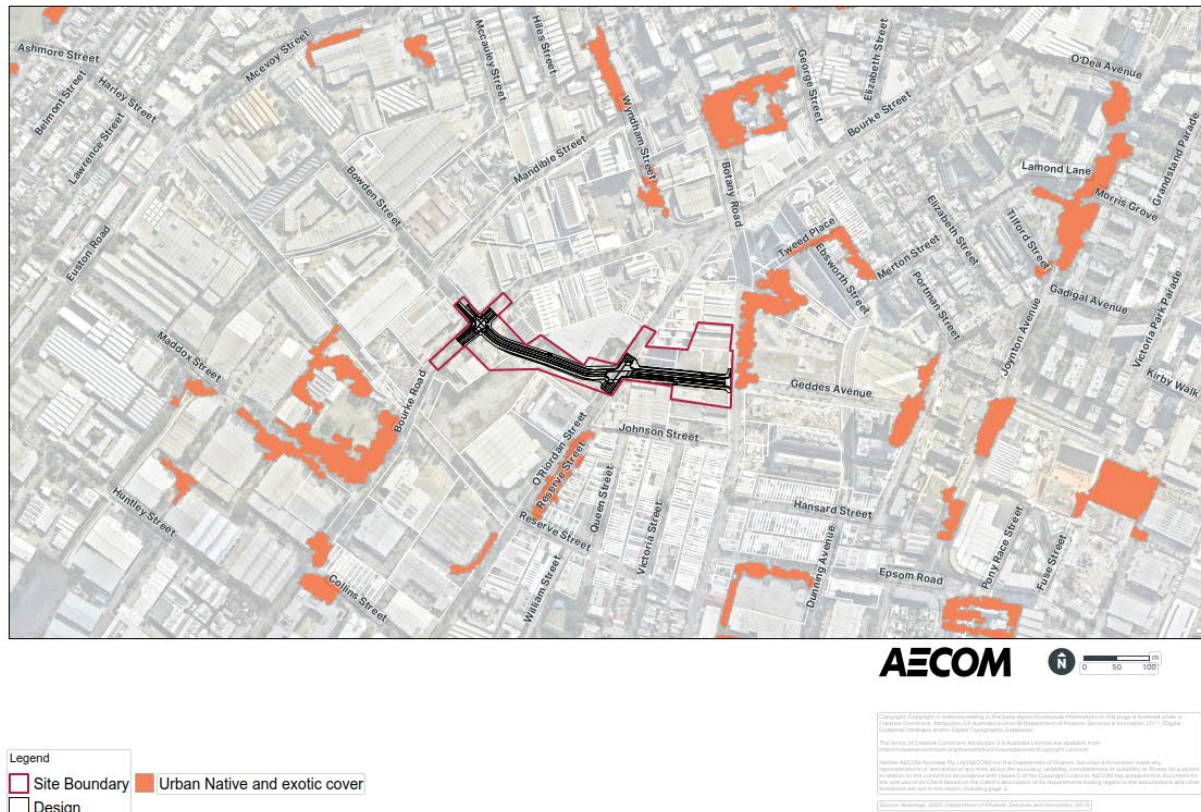 Ashmore Street
Mcevoy Street
Mccauley Street
Hiles Street
George Street
Elizabeth Street
O'Dea Avenue
Belmont Street
Harley Street
Lawrence Street
Wyndham Street
Bourke Street
Grandstand Parade
Mandible Street
Botany Road
Lamond Lane
Morris Grove
Bowden Street
Euston Road
Tweed Place
Ebsworth Street
Merton Street
Elizabeth Street
Tilford Street
Portman Street
Gadigal Avenue
Joynton Avenue
Victoria Park Parade
Kirby Walk
Maddox Street
Bourke Road
Geddes Avenue
Johnson Street
O'Riordan Street
Reserve Street
Queen Street
Huntley Street
Reserve Street
Victoria Street
Hansard Street
Collins Street
William Street
Dunning Avenue
Epsom Road
Pony Race Street
Fuse Street
AECOM
N
m
0 50 100
Legend
Site Boundary
Urban Native and exotic cover
Design